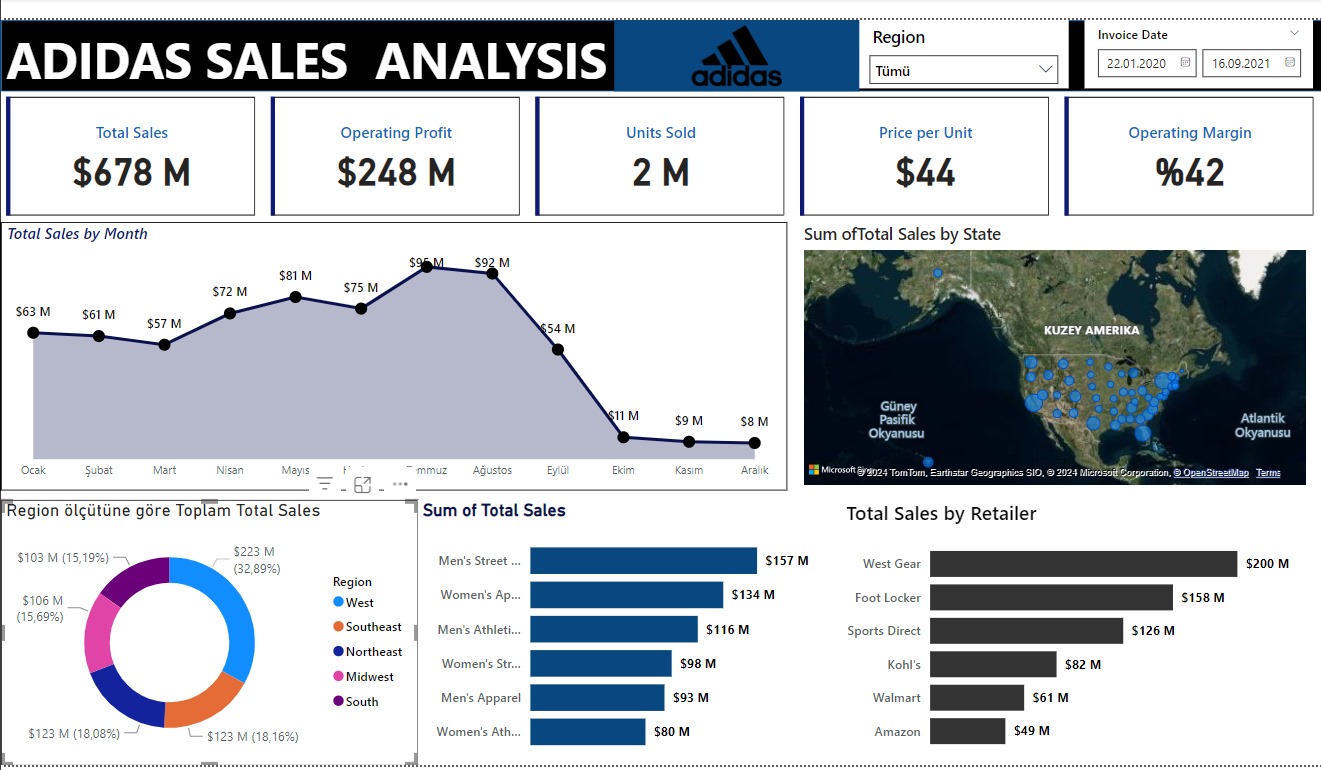 ADIDAS SALES ANALYSIS
adidas
Region
Tümü
Invoice Date
22.01.2020
16.09.2021
Total Sales
$678 M
Operating Profit
$248 M
Units Sold
2 M
Price per Unit
$44
Operating Margin
%42
Total Sales by Month
$63 M
$61 M
$57 M
$72 M
$81 M
$75 M
$95 M
$92 M
$54 M
$11 M
$9 M
$8 M
Ocak
Şubat
Mart
Nisan
Mayıs
Ağustos
Eylül
Ekim
Kasım
Aralık
Sum ofTotal Sales by State
KUZEY AMERIKA
Güney
Pasifik
Okyanusu
Atlantik
Okyanusu
Microsoft
© 2024 TomTom, Earthstar Geographics SIO, © 2024 Microsoft Corporation, © OpenStreetMap Terms
Region ölçütüne göre Toplam Total Sales
$103 M (15,19%)
$223 M
(32,89%)
$106 M
(15,69%)
$123 M (18,08%)
$123 M (18,16%)
Region
West
Southeast
Northeast
Midwest
South
Sum of Total Sales
Men's Street ... $157 M
Women's Ap... $134 M
Men's Athleti... $116 M
Women's Str... $98 M
Men's Apparel $93 M
Women's Ath... $80 M
Total Sales by Retailer
West Gear $200 M
Foot Locker $158 M
Sports Direct $126 M
Kohl's $82 M
Walmart $61 M
Amazon $49 M